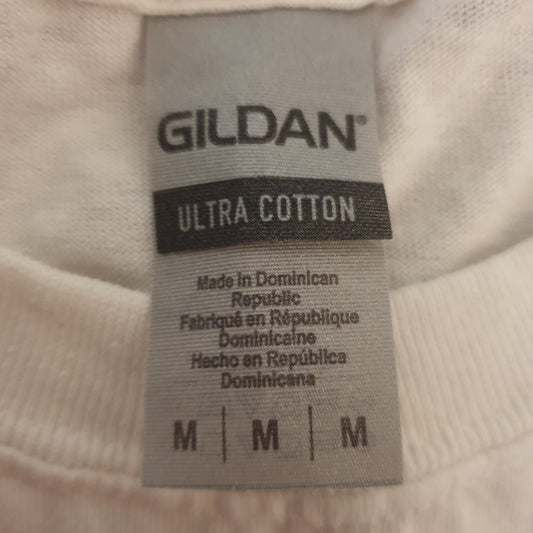 GILDAN®
ULTRA COTTON
Made in Dominican
Republic
Fabriqué en République
Dominicaine
Hecho en República
Dominicana
M | M | M